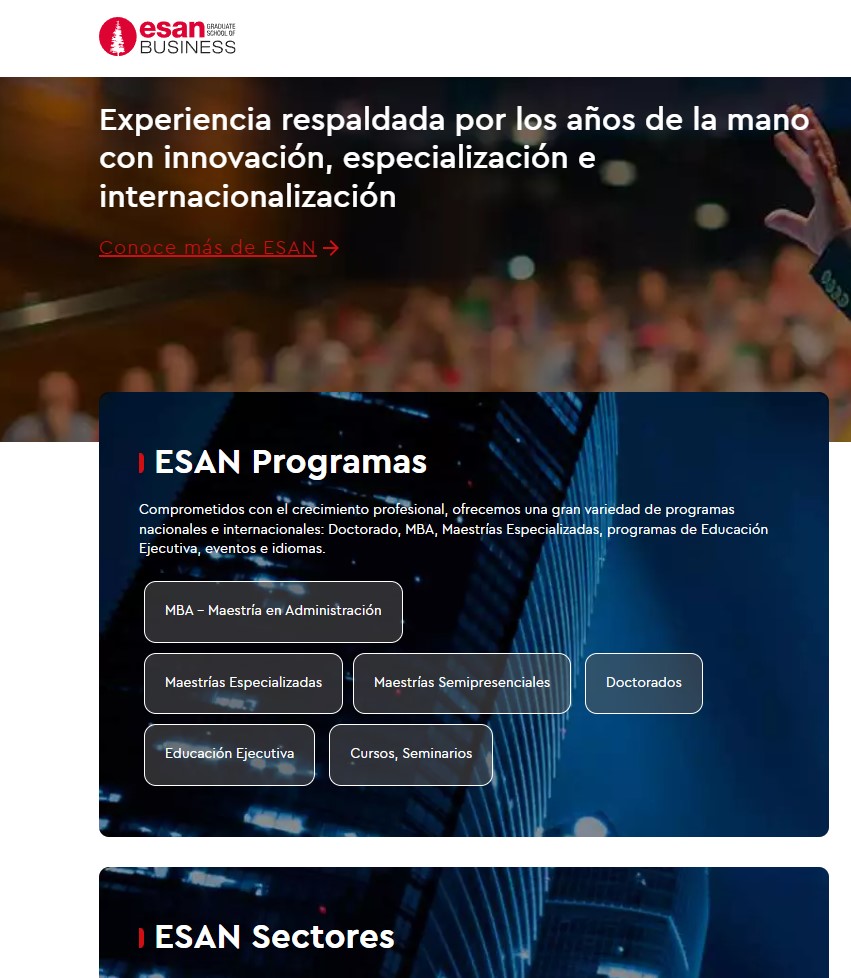 esan GRADUATE SCHOOL OF
BUSINESS
Experiencia respaldada por los años de la mano
con innovación, especialización e
internacionalización
Conoce más de ESAN →
ESAN Programas
Comprometidos con el crecimiento profesional, ofrecemos una gran variedad de programas
nacionales e internacionales: Doctorado, MBA, Maestrías Especializadas, programas de Educación
Ejecutiva, eventos e idiomas.
MBA – Maestría en Administración
Maestrías Especializadas
Maestrías Semipresenciales
Doctorados
Educación Ejecutiva
Cursos, Seminarios
ESAN Sectores